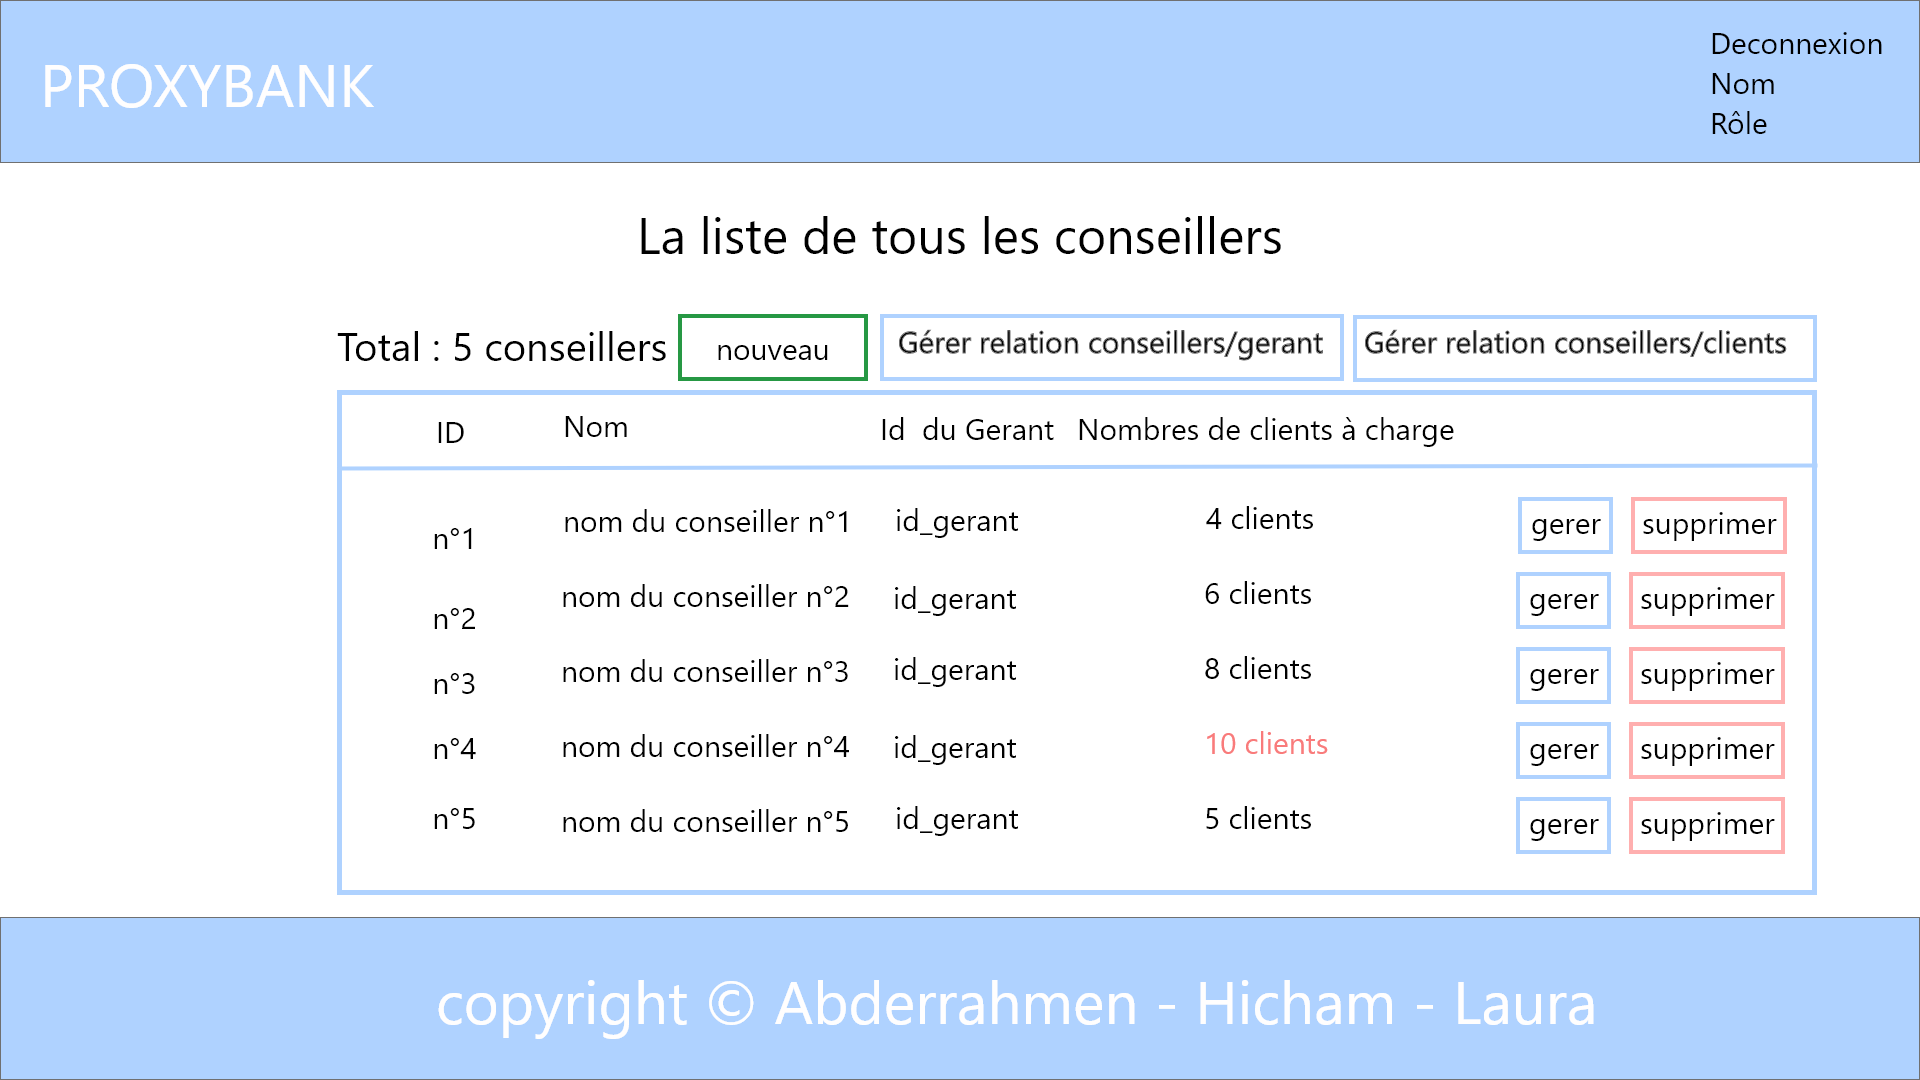 PROXYBANK
Deconnexion
Nom
Rôle
La liste de tous les conseillers
Total : 5 conseillers nouveau Gérer relation conseillers/gerant Gérer relation conseillers/clients
ID Nom Id du Gerant Nombres de clients à charge
n°1 nom du conseiller n°1 id_gerant 4 clients gerer supprimer
n°2 nom du conseiller n°2 id_gerant 6 clients gerer supprimer
n°3 nom du conseiller n°3 id_gerant 8 clients gerer supprimer
n°4 nom du conseiller n°4 id_gerant 10 clients gerer supprimer
n°5 nom du conseiller n°5 id_gerant 5 clients gerer supprimer
copyright © Abderrahmen - Hicham - Laura